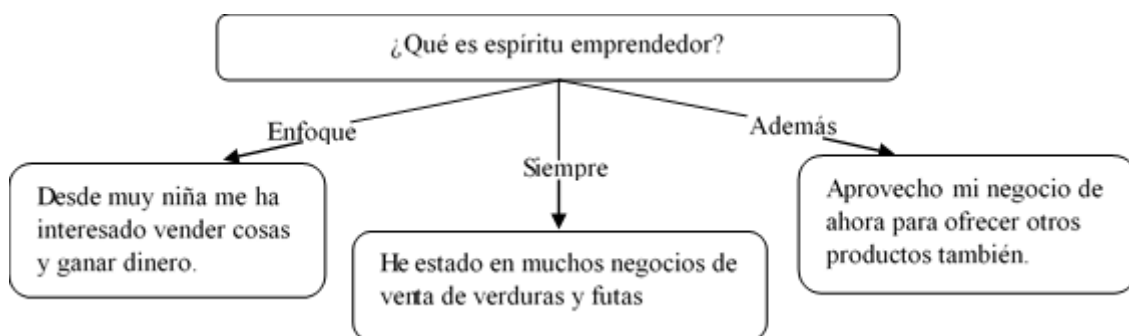 ¿Qué es espíritu emprendedor?
Enfoque
Siempre
Además
Desde muy niña me ha
interesado vender cosas
y ganar dinero.
He estado en muchos negocios de
venta de verduras y futas
Aprovecho mi negocio de
ahora para ofrecer otros
productos también.